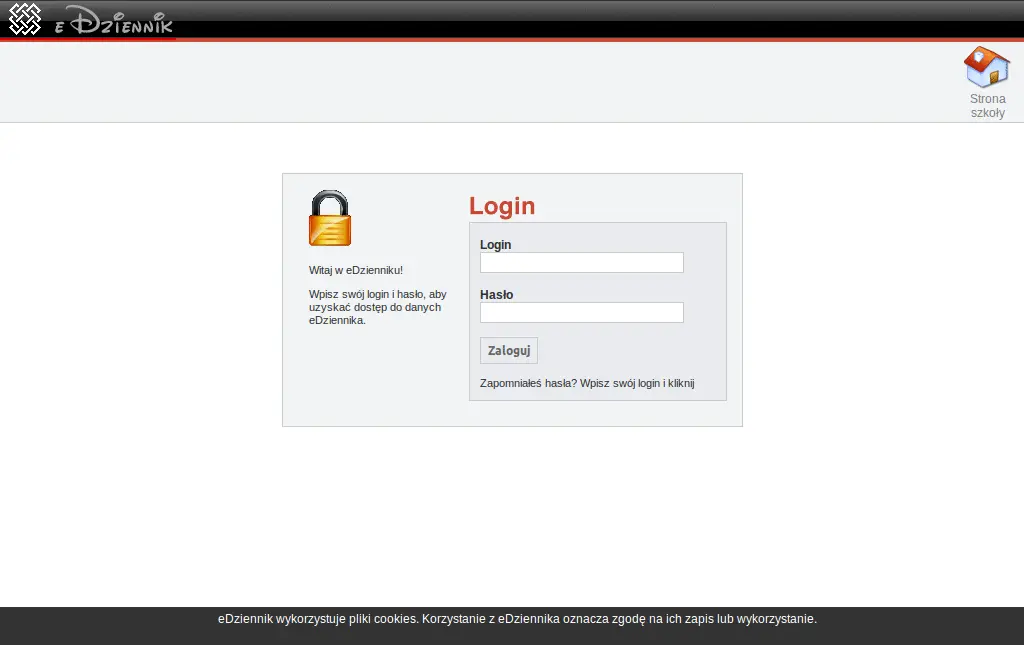 eDziennik
Strona
szkoły
Login
Login
Witaj w eDzienniku!
Wpisz swój login i hasło, aby
uzyskać dostęp do danych
eDziennika.
Hasło
Zaloguj
Zapomniałeś hasła? Wpisz swój login i kliknij
eDziennik wykorzystuje pliki cookies. Korzystanie z eDziennika oznacza zgodę na ich zapis lub wykorzystanie.